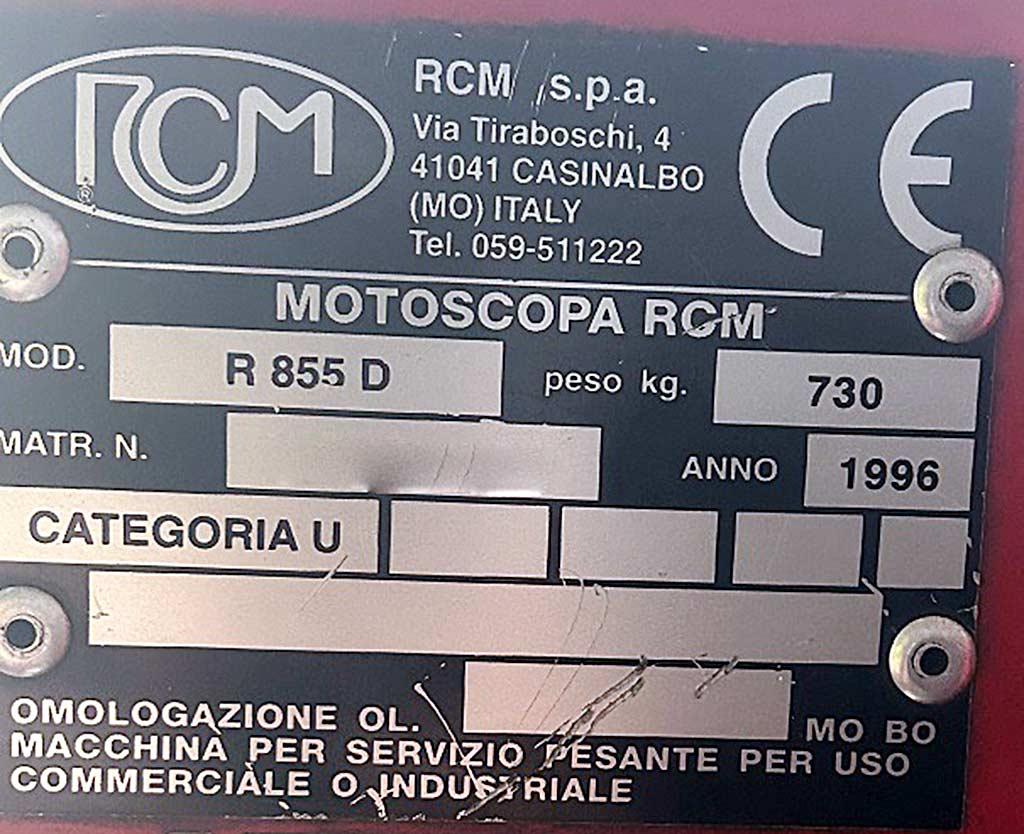 RCM ®
RCM s.p.a.
Via Tiraboschi, 4
41041 CASINALBO
(MO) ITALY
Tel. 059-511222
CE
MOTOSCOPA RCM
MOD. R 855 D peso kg. 730
MATR. N. ANNO 1996
CATEGORIA U
OMOLOGAZIONE OL. MO BO
MACCHINA PER SERVIZIO PESANTE PER USO
COMMERCIALE O INDUSTRIALE